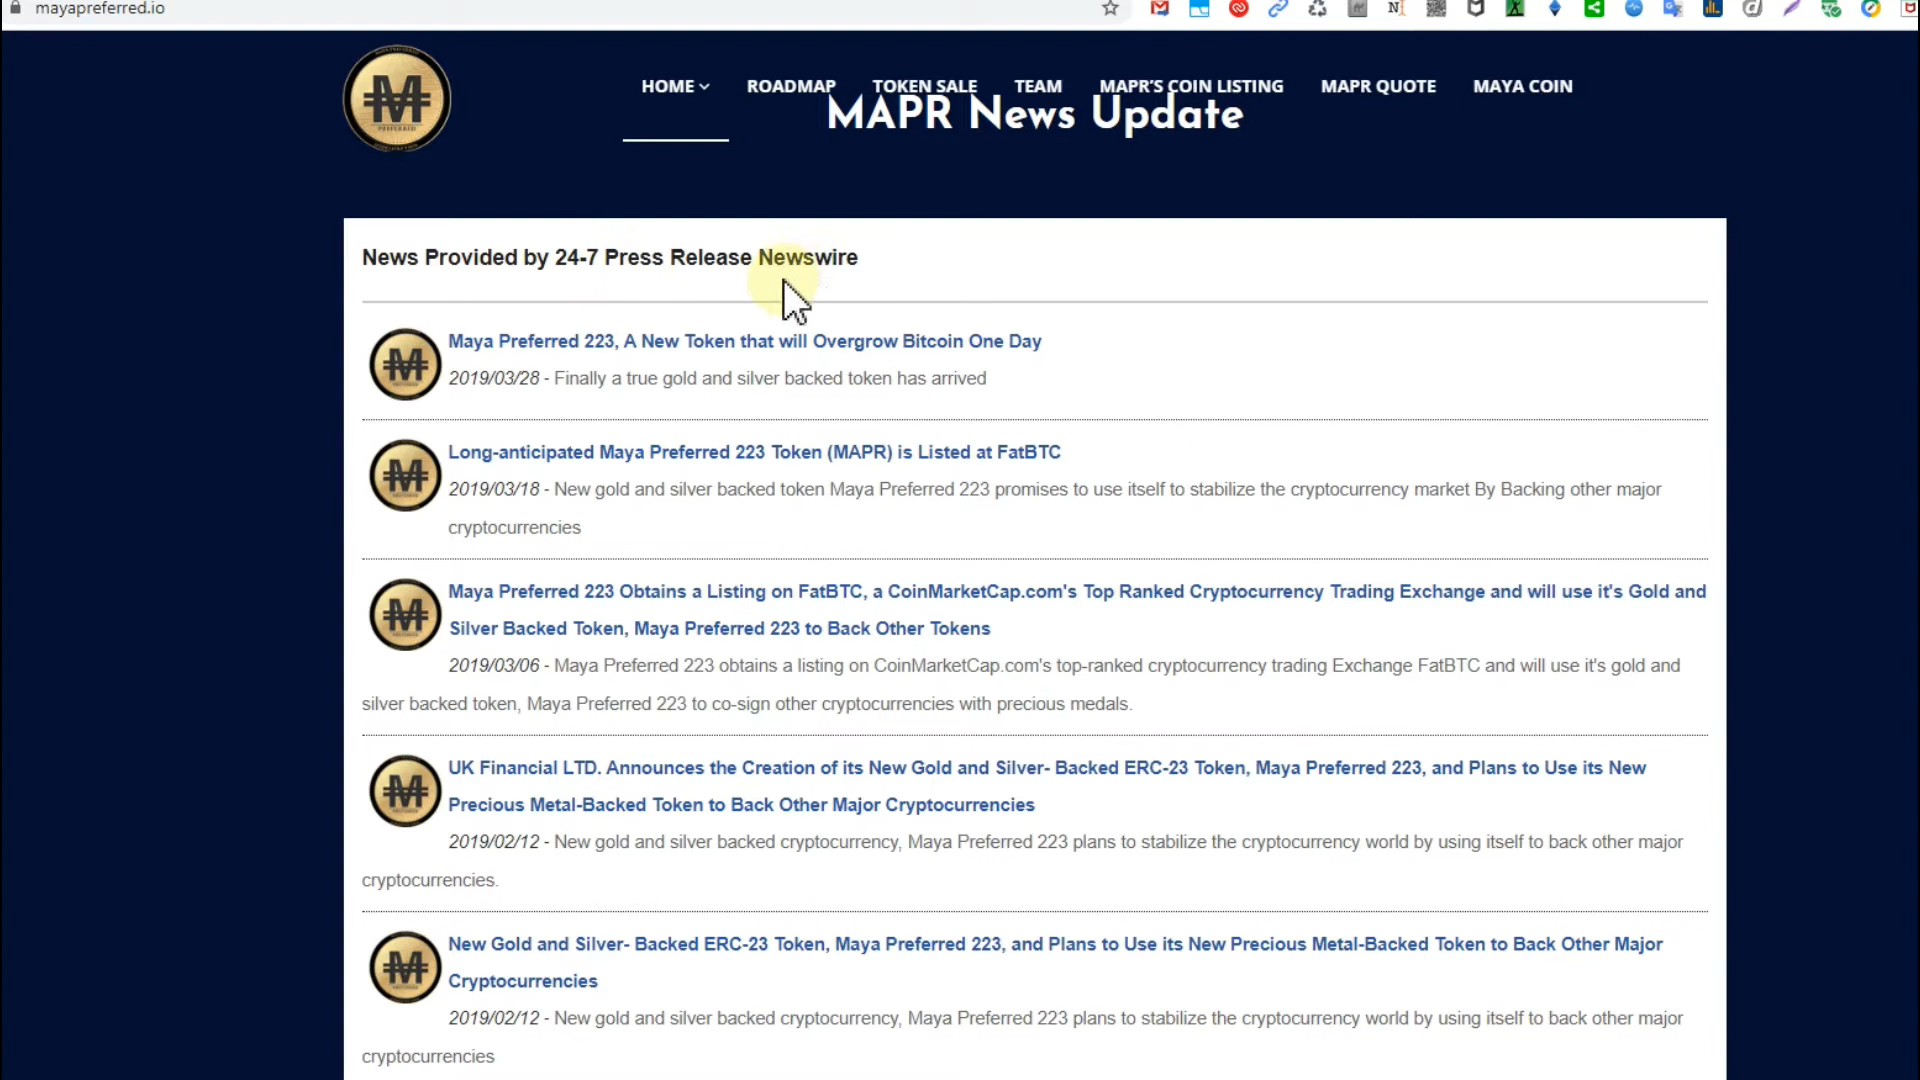 mayapreferred.io
HOME ROADMAP TOKEN SALE TEAM MAPR'S COIN LISTING MAPR QUOTE MAYA COIN
MAPR News Update
News Provided by 24-7 Press Release Newswire
Maya Preferred 223, A New Token that will Overgrow Bitcoin One Day
2019/03/28 - Finally a true gold and silver backed token has arrived
Long-anticipated Maya Preferred 223 Token (MAPR) is Listed at FatBTC
2019/03/18 - New gold and silver backed token Maya Preferred 223 promises to use itself to stabilize the cryptocurrency market By Backing other major
cryptocurrencies
Maya Preferred 223 Obtains a Listing on FatBTC, a CoinMarketCap.com's Top Ranked Cryptocurrency Trading Exchange and will use it's Gold and
Silver Backed Token, Maya Preferred 223 to Back Other Tokens
2019/03/06 - Maya Preferred 223 obtains a listing on CoinMarketCap.com's top-ranked cryptocurrency trading Exchange FatBTC and will use it's gold and
silver backed token, Maya Preferred 223 to co-sign other cryptocurrencies with precious medals.
UK Financial LTD. Announces the Creation of its New Gold and Silver- Backed ERC-23 Token, Maya Preferred 223, and Plans to Use its New
Precious Metal-Backed Token to Back Other Major Cryptocurrencies
2019/02/12 - New gold and silver backed cryptocurrency, Maya Preferred 223 plans to stabilize the cryptocurrency world by using itself to back other major
cryptocurrencies.
New Gold and Silver- Backed ERC-23 Token, Maya Preferred 223, and Plans to Use its New Precious Metal-Backed Token to Back Other Major
Cryptocurrencies
2019/02/12 - New gold and silver backed cryptocurrency, Maya Preferred 223 plans to stabilize the cryptocurrency world by using itself to back other major
cryptocurrencies